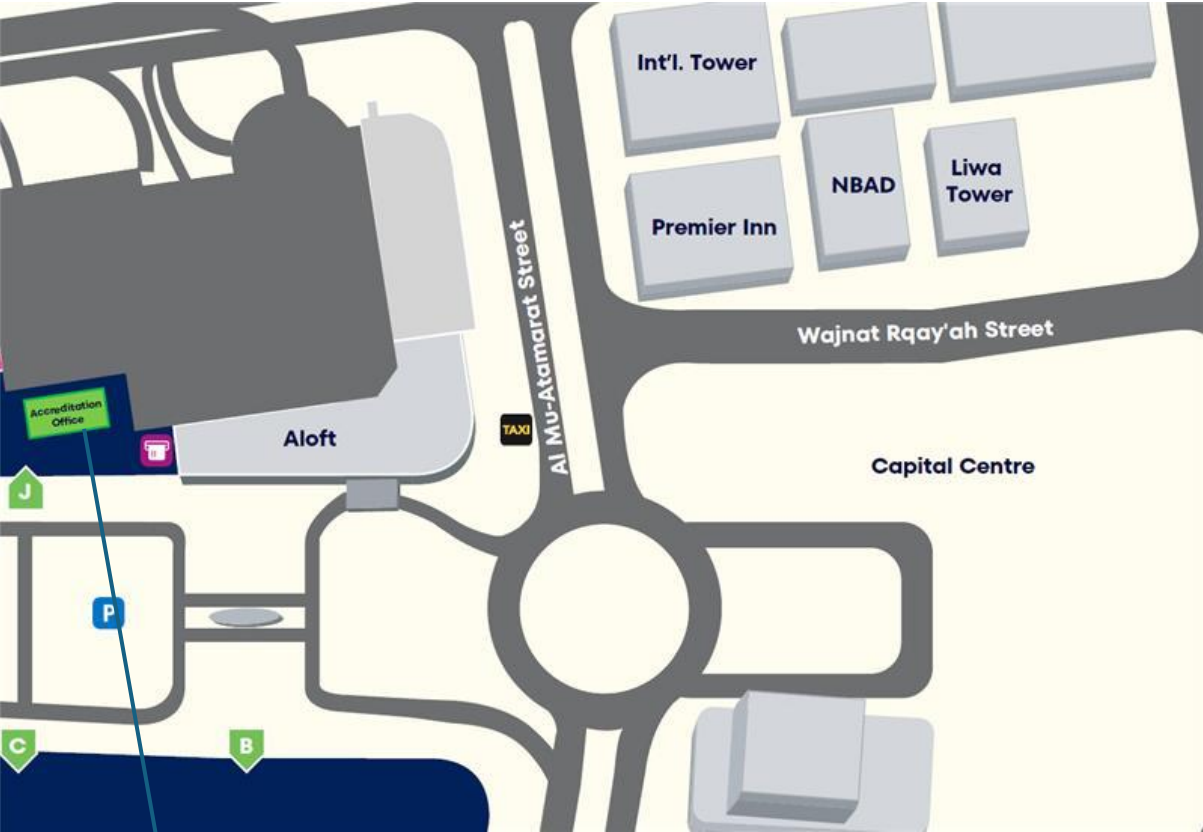 Int'l. Tower
Premier Inn
NBAD
Liwa
Tower
Al Mu-Atamarat Street
Wajnat Rqay'ah Street
Accreditation
Office
Aloft
TAXI
Capital Centre
J
P
C
B